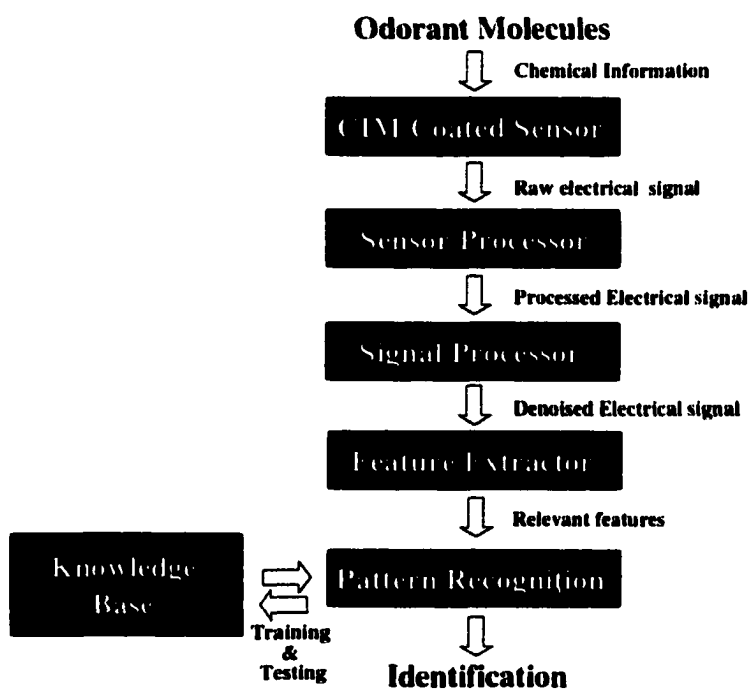 Odorant Molecules
Chemical Information
CIM Coated Sensor
Raw electrical signal
Sensor Processor
Processed Electrical signal
Signal Processor
Denoised Electrical signal
Feature Extractor
Relevant features
Knowledge
Base
Pattern Recognition
Training
&
Testing
Identification